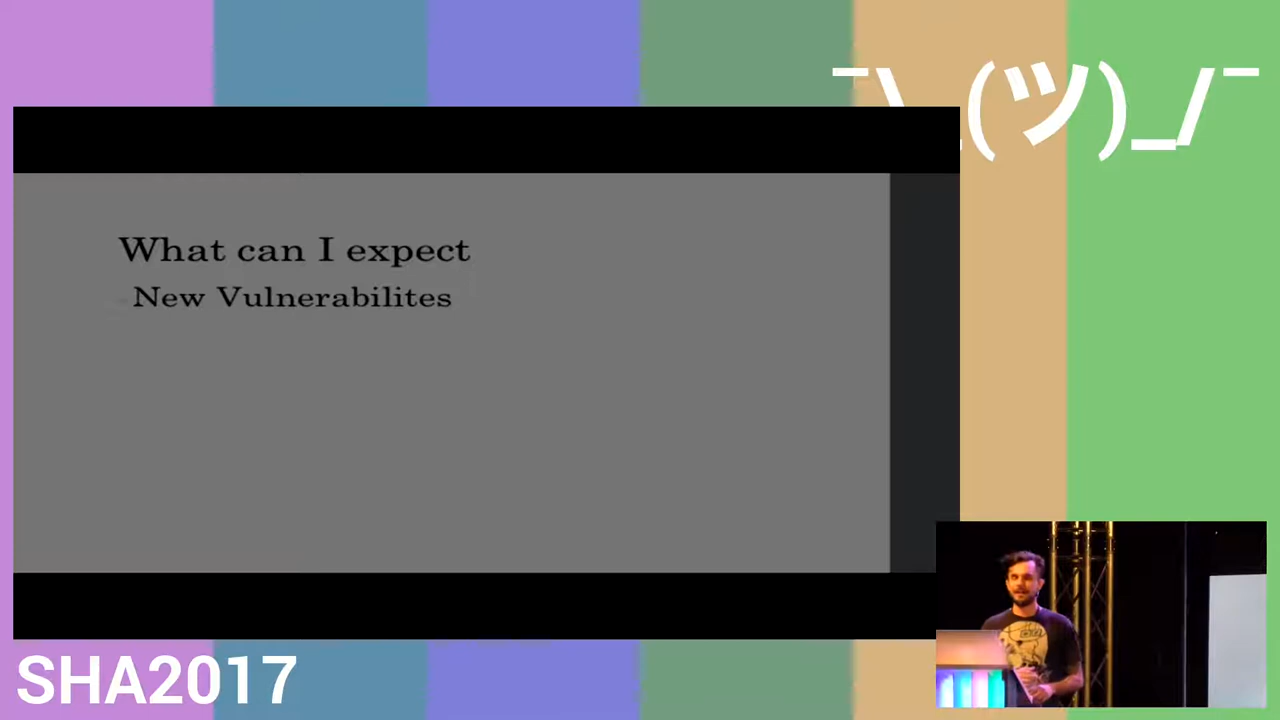 ¯\_(ツ)_/¯
What can I expect
New Vulnerabilites
SHA2017